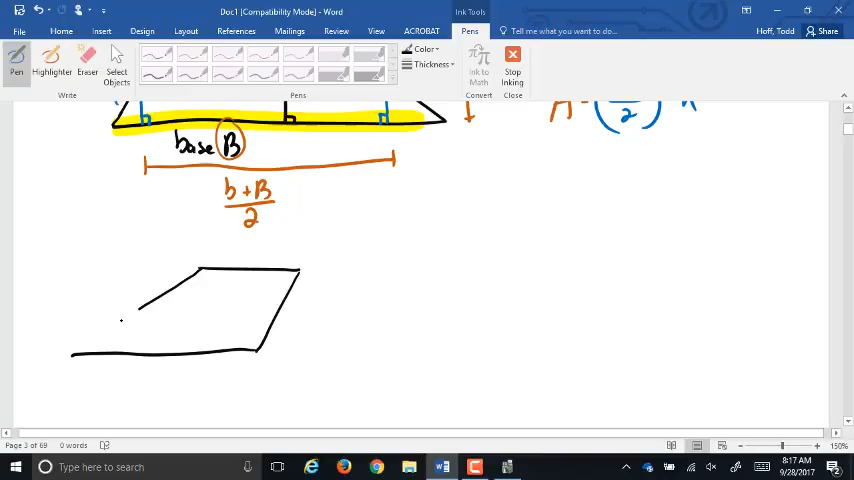 Doc1 [Compatibility Mode] - Word
Ink Tools
Hoff, Todd
File Home Insert Design Layout References Mailings Review View ACROBAT Pens Tell me what you want to do... Share
Pen Highlighter Eraser Select Objects
Color
Thickness
Ink to Math
Stop Inking
Write Pens Convert Close
A = ( 2 ) h
base B
b + B
2
Page 3 of 69 0 words 150%
Type here to search
8:17 AM
9/28/2017
2